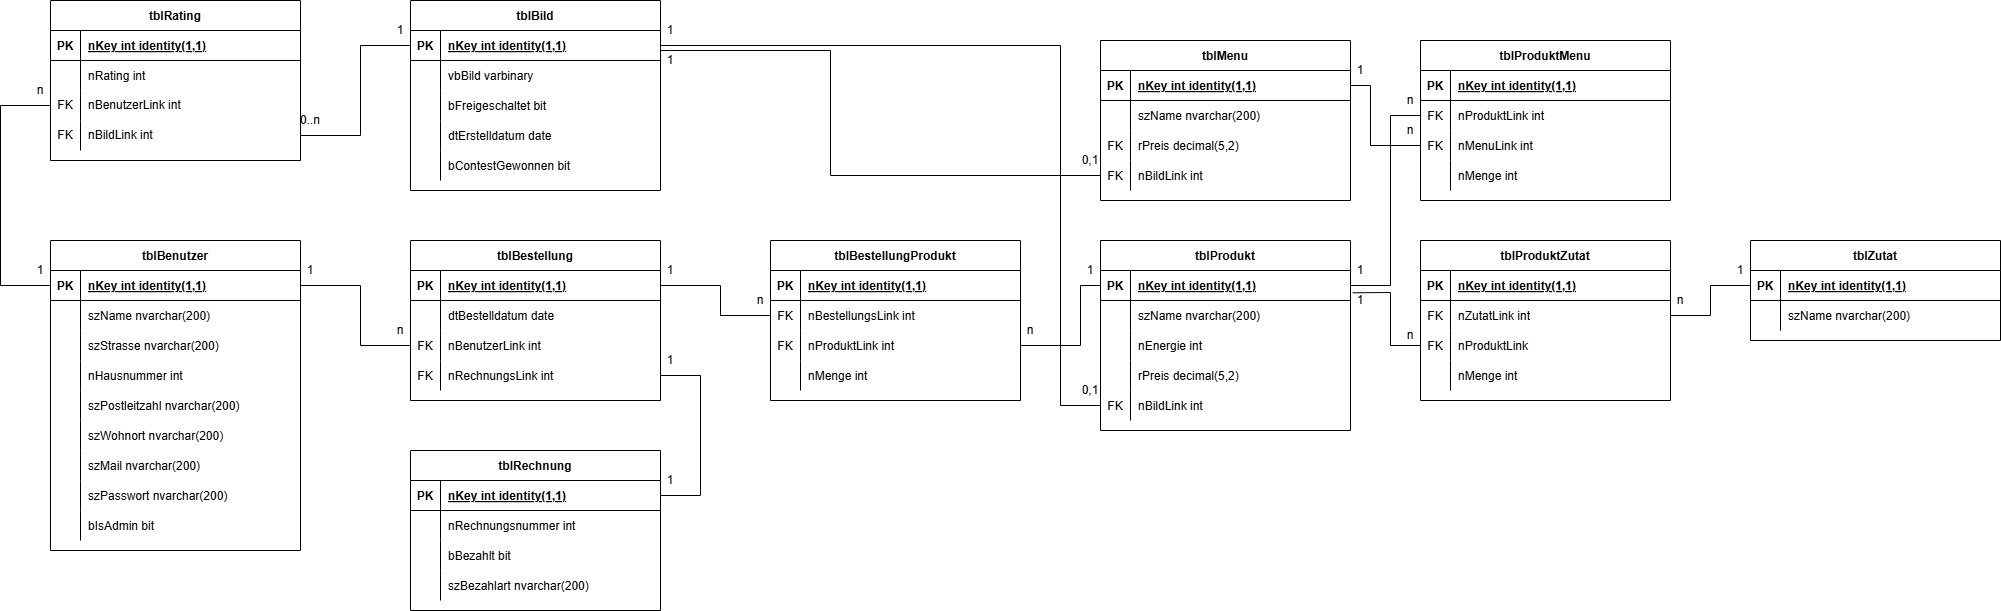 tblRating
PK nKey int identity(1,1)
nRating int
FK nBenutzerLink int
FK nBildLink int
n
0..n
1
tblBild
PK nKey int identity(1,1)
vbBild varbinary
bFreigeschaltet bit
dtErstelldatum date
bContestGewonnen bit
1
1
tblMenu
PK nKey int identity(1,1)
szName nvarchar(200)
FK rPreis decimal(5,2)
FK nBildLink int
0,1
1
tblProduktMenu
PK nKey int identity(1,1)
FK nProduktLink int
FK nMenuLink int
nMenge int
n
n
tblBenutzer
PK nKey int identity(1,1)
szName nvarchar(200)
szStrasse nvarchar(200)
nHausnummer int
szPostleitzahl nvarchar(200)
szWohnort nvarchar(200)
szMail nvarchar(200)
szPasswort nvarchar(200)
bIsAdmin bit
1
1
n
tblBestellung
PK nKey int identity(1,1)
dtBestelldatum date
FK nBenutzerLink int
FK nRechnungsLink int
1
1
n
tblBestellungProdukt
PK nKey int identity(1,1)
FK nBestellungsLink int
FK nProduktLink int
nMenge int
n
1
0,1
tblProdukt
PK nKey int identity(1,1)
szName nvarchar(200)
nEnergie int
rPreis decimal(5,2)
FK nBildLink int
1
1
n
tblProduktZutat
PK nKey int identity(1,1)
FK nZutatLink int
FK nProduktLink
nMenge int
n
1
tblZutat
PK nKey int identity(1,1)
szName nvarchar(200)
tblRechnung
PK nKey int identity(1,1)
nRechnungsnummer int
bBezahlt bit
szBezahlart nvarchar(200)
1